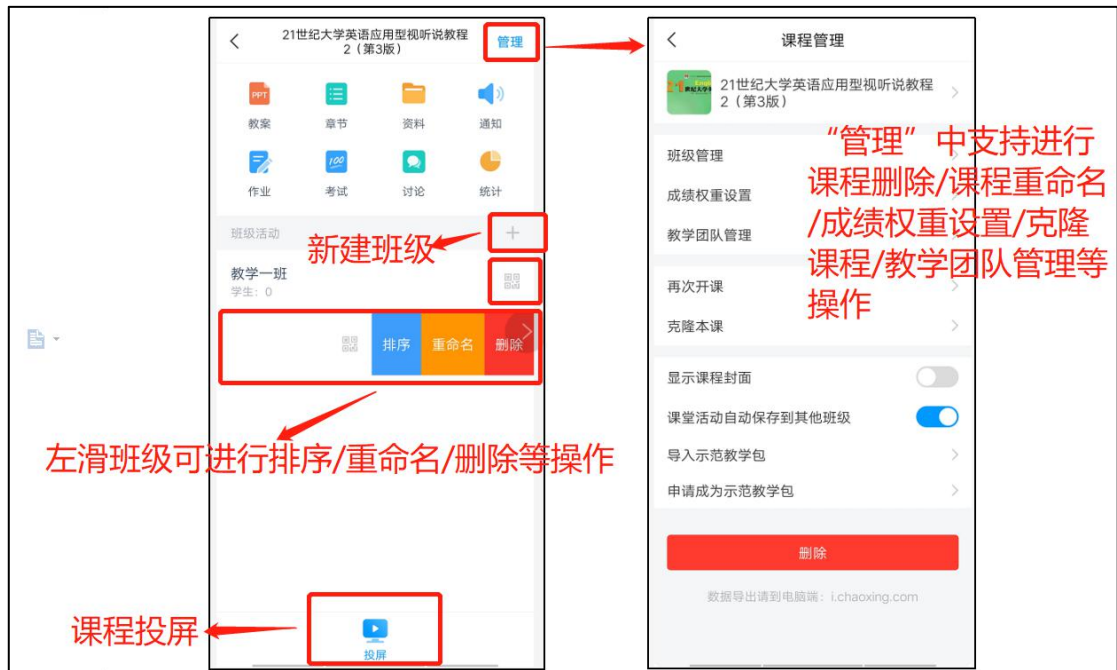 21世纪大学英语应用型视听说教程
2（第3版）
管理
PPT
教案
章节
资料
通知
100
作业
考试
讨论
统计
班级活动
新建班级
教学一班
学生：0
排序
重命名
删除
左滑班级可进行排序/重命名/删除等操作
课程投屏
投屏
课程管理
21世纪大学英语应用型视听说教程
2（第3版）
班级管理
成绩权重设置
教学团队管理
再次开课
克隆本课
“管理”中支持进行
课程删除/课程重命名
/成绩权重设置/克隆
课程/教学团队管理等
操作
显示课程封面
课堂活动自动保存到其他班级
导入示范教学包
申请成为示范教学包
删除
数据导出请到电脑端：i.chaoxing.com